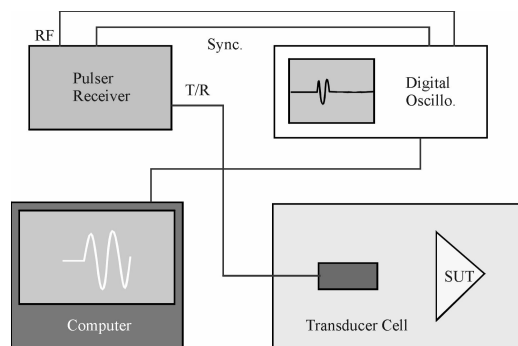 RF
Sync.
Pulser
Receiver
T/R
Digital
Oscillo.
SUT
Computer
Transducer Cell